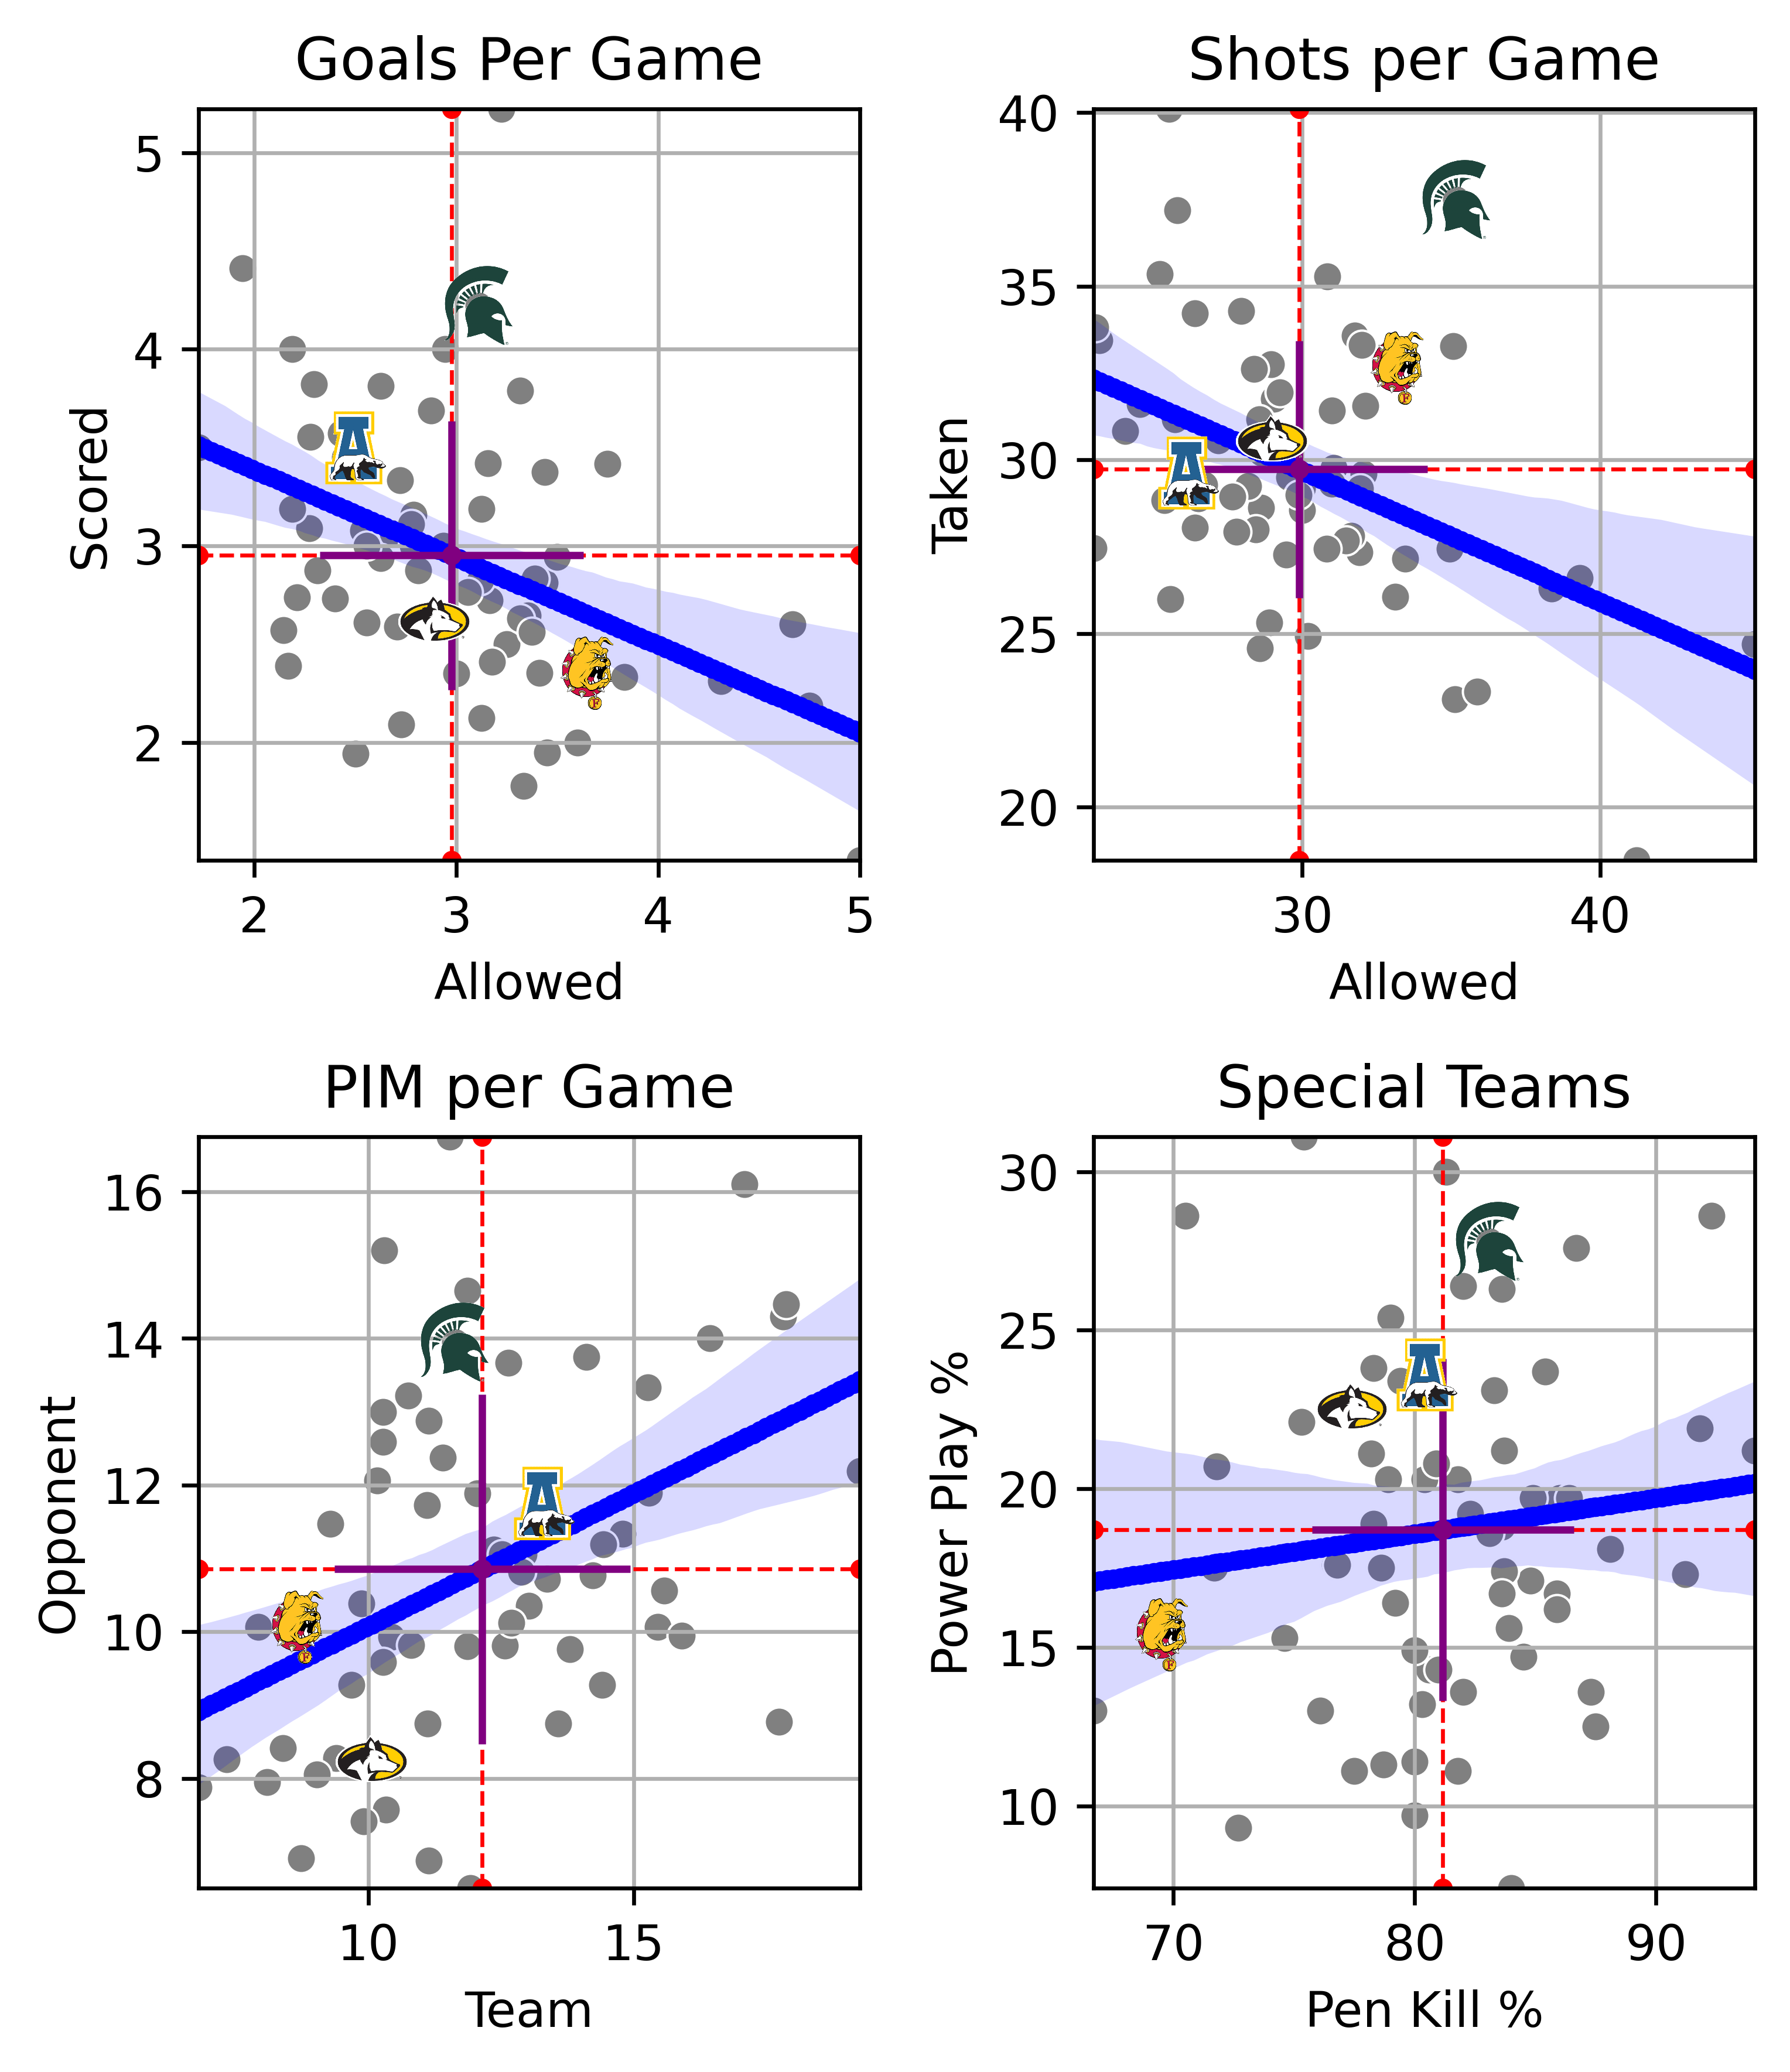 Goals Per Game
5
4
3
2
Scored
2 3 4 5
Allowed
Shots per Game
40
35
30
25
20
Taken
30 40
Allowed
PIM per Game
16
14
12
10
8
Opponent
10 15
Team
Special Teams
30
25
20
15
10
Power Play %
70 80 90
Pen Kill %
A
A
A
A
F
F
F
F